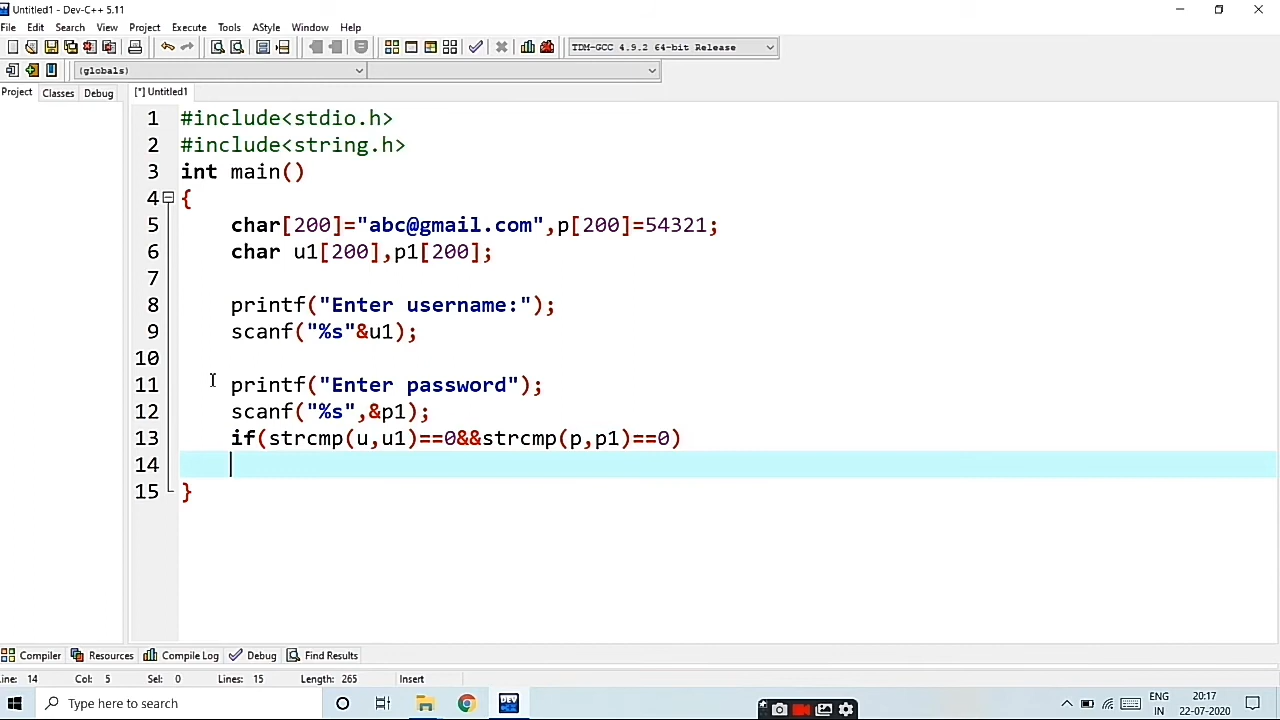 Untitled1 - Dev-C++ 5.11
File Edit Search View Project Execute Tools AStyle Window Help
TDM-GCC 4.9.2 64-bit Release
(globals)
Project Classes Debug [*] Untitled1
1 #include<stdio.h>
2 #include<string.h>
3 int main()
4 {
5 char[200]="abc@gmail.com",p[200]=54321;
6 char u1[200],p1[200];
7
8 printf("Enter username:");
9 scanf("%s"&u1);
10
11 printf("Enter password");
12 scanf("%s",&p1);
13 if(strcmp(u,u1)==0&&strcmp(p,p1)==0)
14
15 }
Compiler Resources Compile Log Debug Find Results
Line: 14 Col: 5 Sel: 0 Lines: 15 Length: 265 Insert
Type here to search
DEV
ENG 20:17
IN 22-07-2020